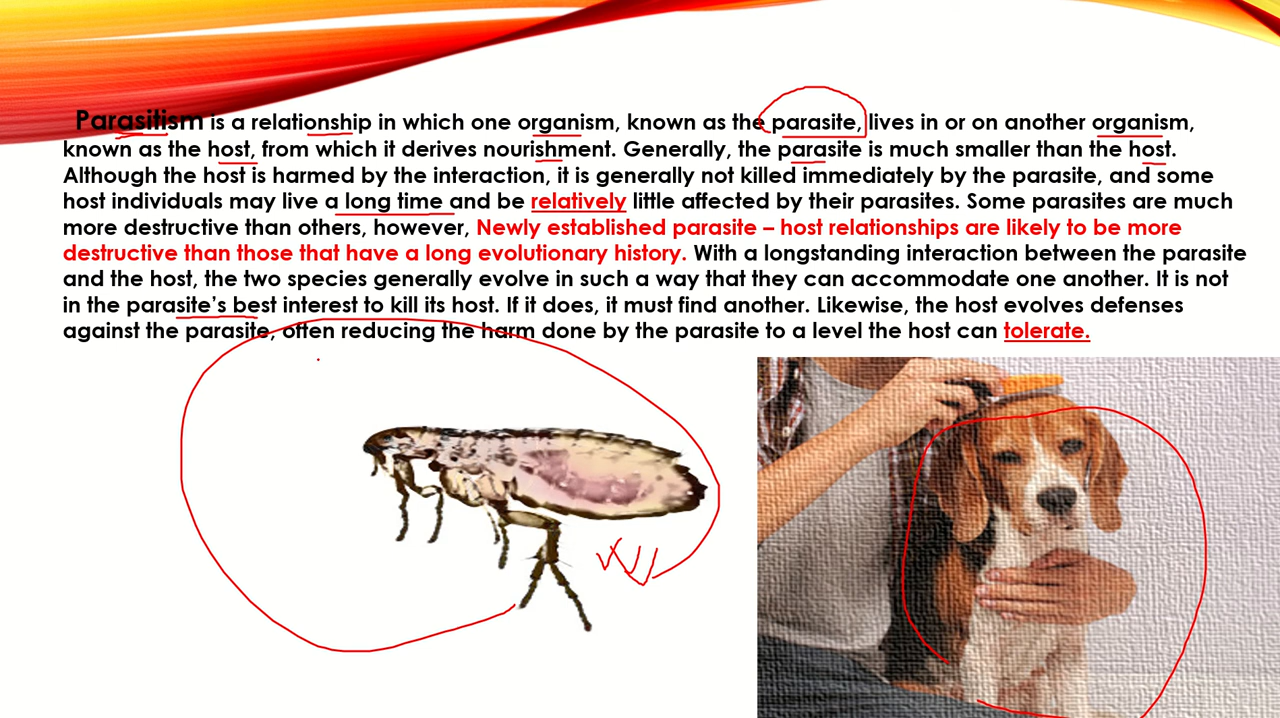 Parasitism is a relationship in which one organism, known as the parasite, lives in or on another organism,
known as the host, from which it derives nourishment. Generally, the parasite is much smaller than the host.
Although the host is harmed by the interaction, it is generally not killed immediately by the parasite, and some
host individuals may live a long time and be relatively little affected by their parasites. Some parasites are much
more destructive than others, however, Newly established parasite – host relationships are likely to be more
destructive than those that have a long evolutionary history. With a longstanding interaction between the parasite
and the host, the two species generally evolve in such a way that they can accommodate one another. It is not
in the parasite's best interest to kill its host. If it does, it must find another. Likewise, the host evolves defenses
against the parasite, often reducing the harm done by the parasite to a level the host can tolerate.